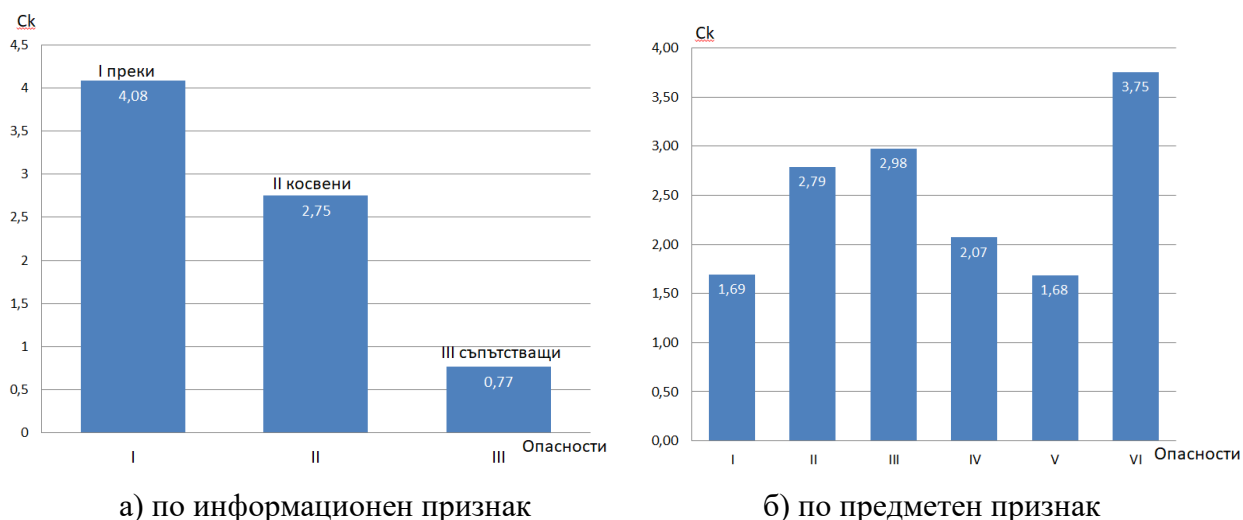 Ck
4,5
4
3,5
3
2,5
2
1,5
1
0,5
0
I преки
4,08
II косвени
2,75
III съпътстващи
0,77
I II III
Опасности
а) по информационен признак
Ck
4,00
3,50
3,00
2,50
2,00
1,50
1,00
0,50
0,00
1,69
2,79
2,98
2,07
1,68
3,75
I II III IV V VI
Опасности
б) по предметен признак